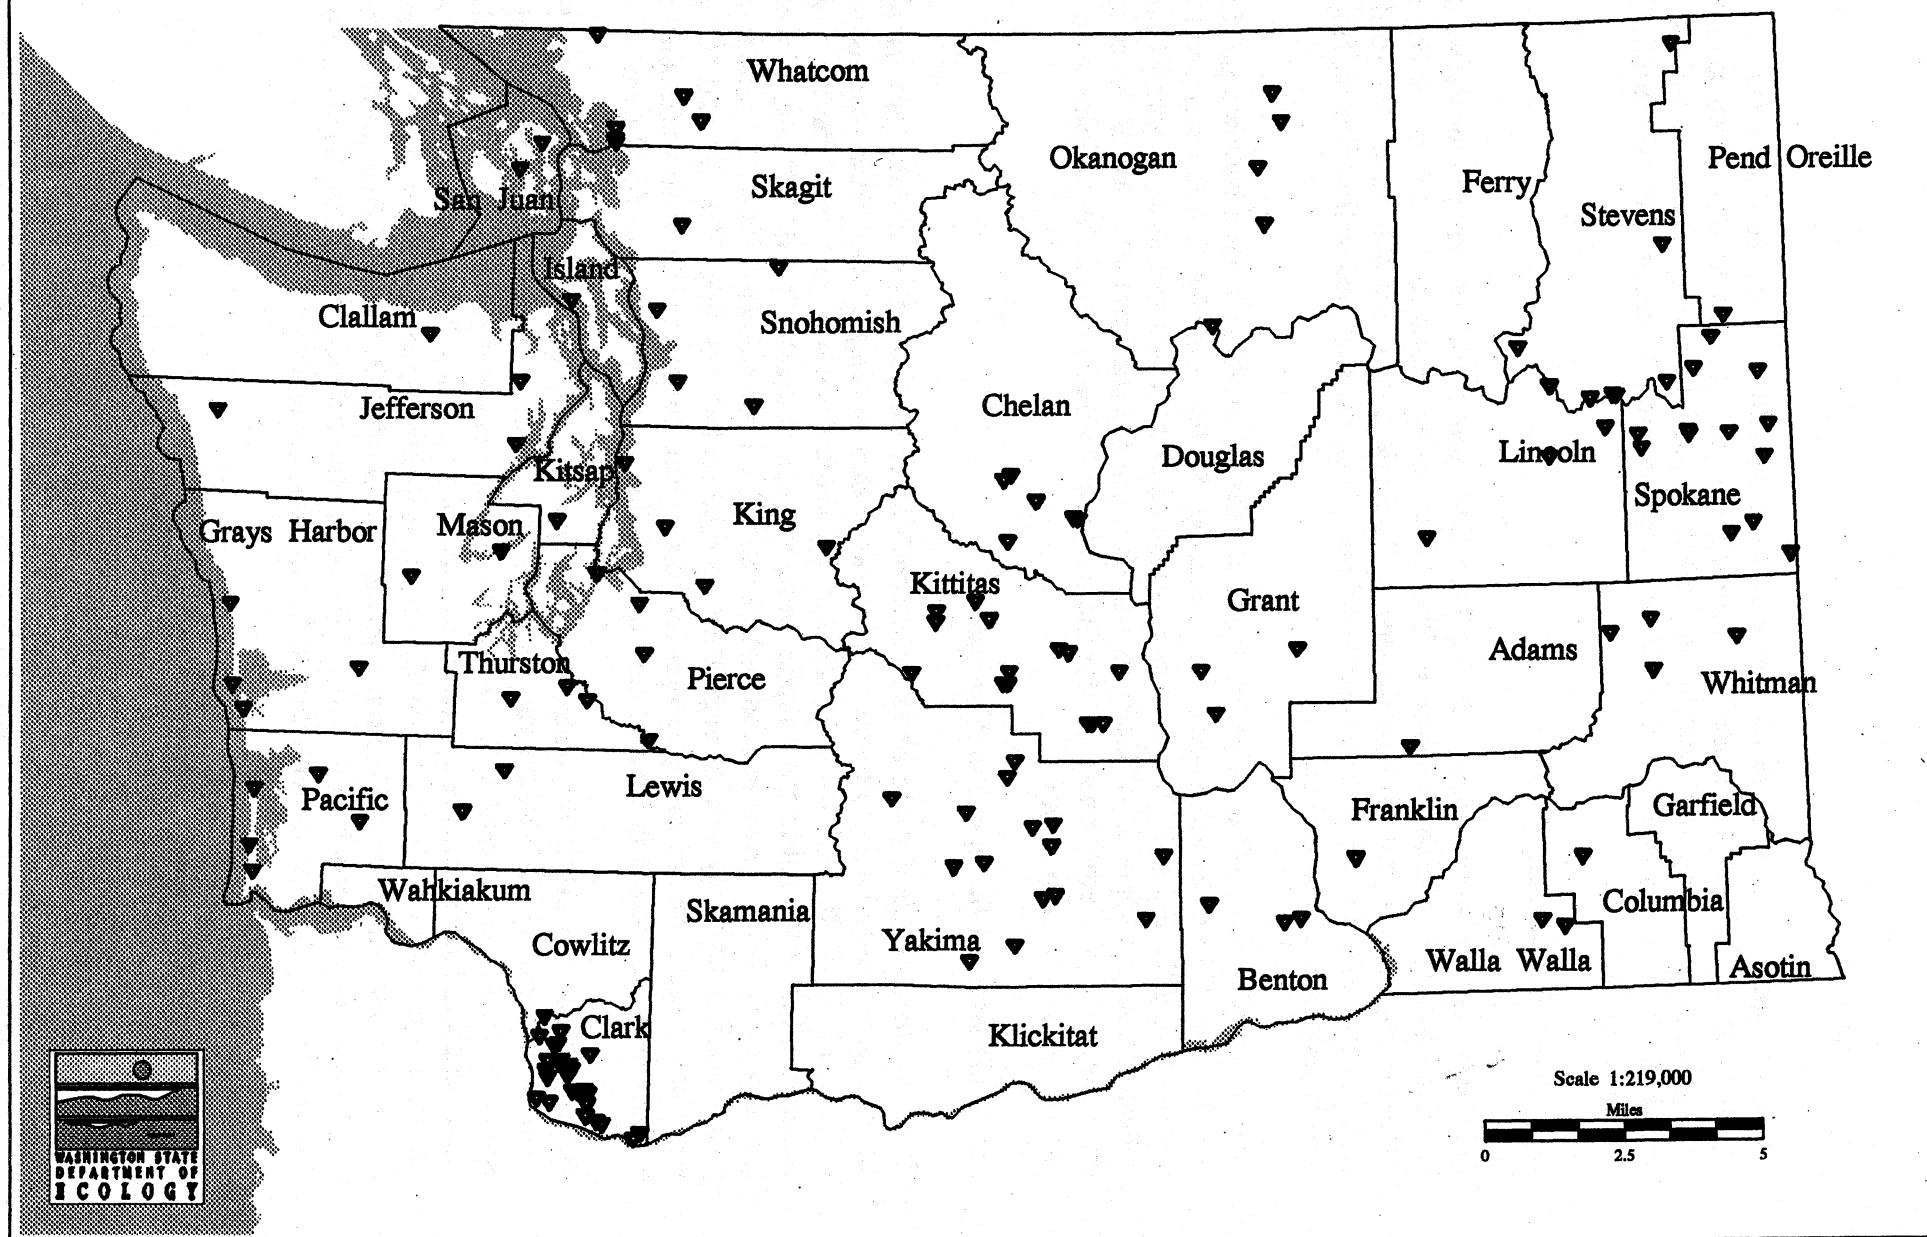 Whatcom
Okanogan
Pend Oreille
Ferry
Skagit
San Juan
Stevens
Island
Clallam
Snohomish
Jefferson
Chelan
Douglas
Lincoln
Kitsap
Spokane
King
Mason
Grays Harbor
Kittitas
Grant
Adams
Thurston
Pierce
Whitman
Lewis
Pacific
Franklin
Garfield
Wahkiakum
Skamania
Columbia
Cowlitz
Yakima
Walla Walla
Asotin
Benton
Clark
Klickitat
Scale 1:219,000
Miles
0 2.5 5
WASHINGTON STATE
DEPARTMENT OF
ECOLOGY